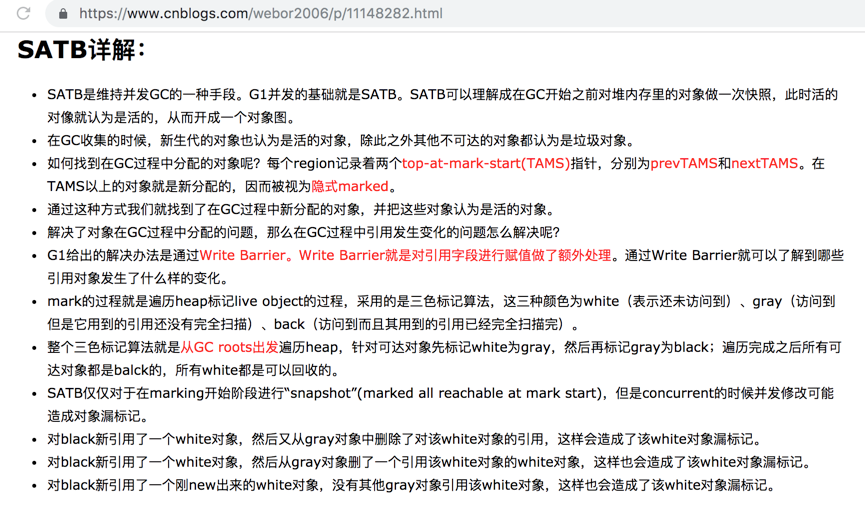 https://www.cnblogs.com/webor2006/p/11148282.html
SATB详解：
• SATB是维持并发GC的一种手段。G1并发的基础就是SATB。SATB可以理解成在GC开始之前对堆内存里的对象做一次快照，此时活的
对像就认为是活的，从而开成一个对象图。
• 在GC收集的时候，新生代的对象也认为是活的对象，除此之外其他不可达的对象都认为是垃圾对象。
• 如何找到在GC过程中分配的对象呢？每个region记录着两个top-at-mark-start(TAMS)指针，分别为prevTAMS和nextTAMS。在
TAMS以上的对象就是新分配的，因而被视为隐式marked。
• 通过这种方式我们就找到了在GC过程中新分配的对象，并把这些对象认为是活的对象。
• 解决了对象在GC过程中分配的问题，那么在GC过程中引用发生变化的问题怎么解决呢？
• G1给出的解决办法是通过Write Barrier。Write Barrier就是对引用字段进行赋值做了额外处理。通过Write Barrier就可以了解到哪些
引用对象发生了什么样的变化。
• mark的过程就是遍历heap标记live object的过程，采用的是三色标记算法，这三种颜色为white（表示还未访问到）、gray（访问到
但是它用到的引用还没有完全扫描）、back（访问到而且其用到的引用已经完全扫描完）。
• 整个三色标记算法就是从GC roots出发遍历heap，针对可达对象先标记white为gray，然后再标记gray为black；遍历完成之后所有可
达对象都是balck的，所有white都是可以回收的。
• SATB仅仅对于在marking开始阶段进行“snapshot”(marked all reachable at mark start)，但是concurrent的时候并发修改可能
造成对象漏标记。
• 对black新引用了一个white对象，然后又从gray对象中删除了对该white对象的引用，这样会造成了该white对象漏标记。
• 对black新引用了一个white对象，然后从gray对象删了一个引用该white对象的white对象，这样也会造成了该white对象漏标记。
• 对black新引用了一个刚new出来的white对象，没有其他gray对象引用该white对象，这样也会造成了该white对象漏标记。